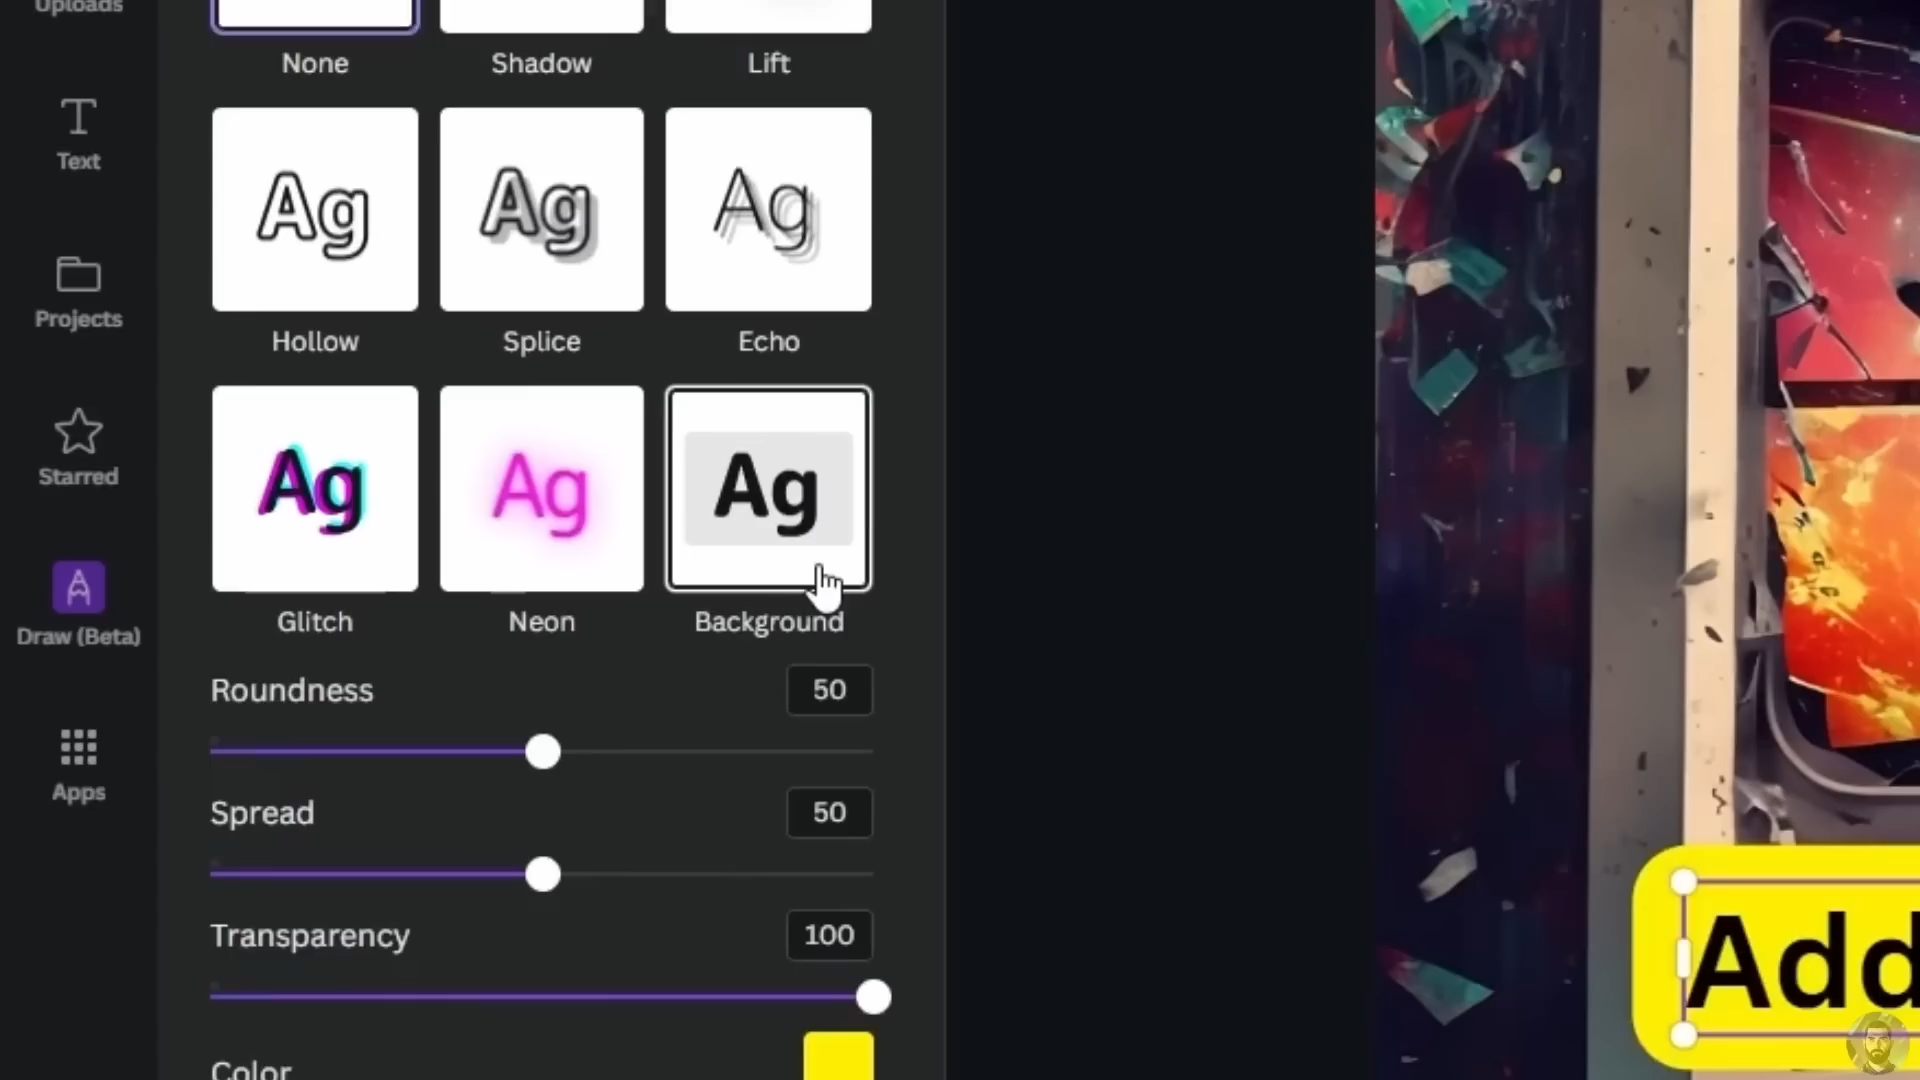 Uploads
None
Shadow
Lift
Text
Ag
Ag
Ag
Projects
Hollow
Splice
Echo
Starred
Ag
Ag
Ag
Glitch
Neon
Background
Draw (Beta)
Roundness
50
Apps
Spread
50
Transparency
100
Add
Color